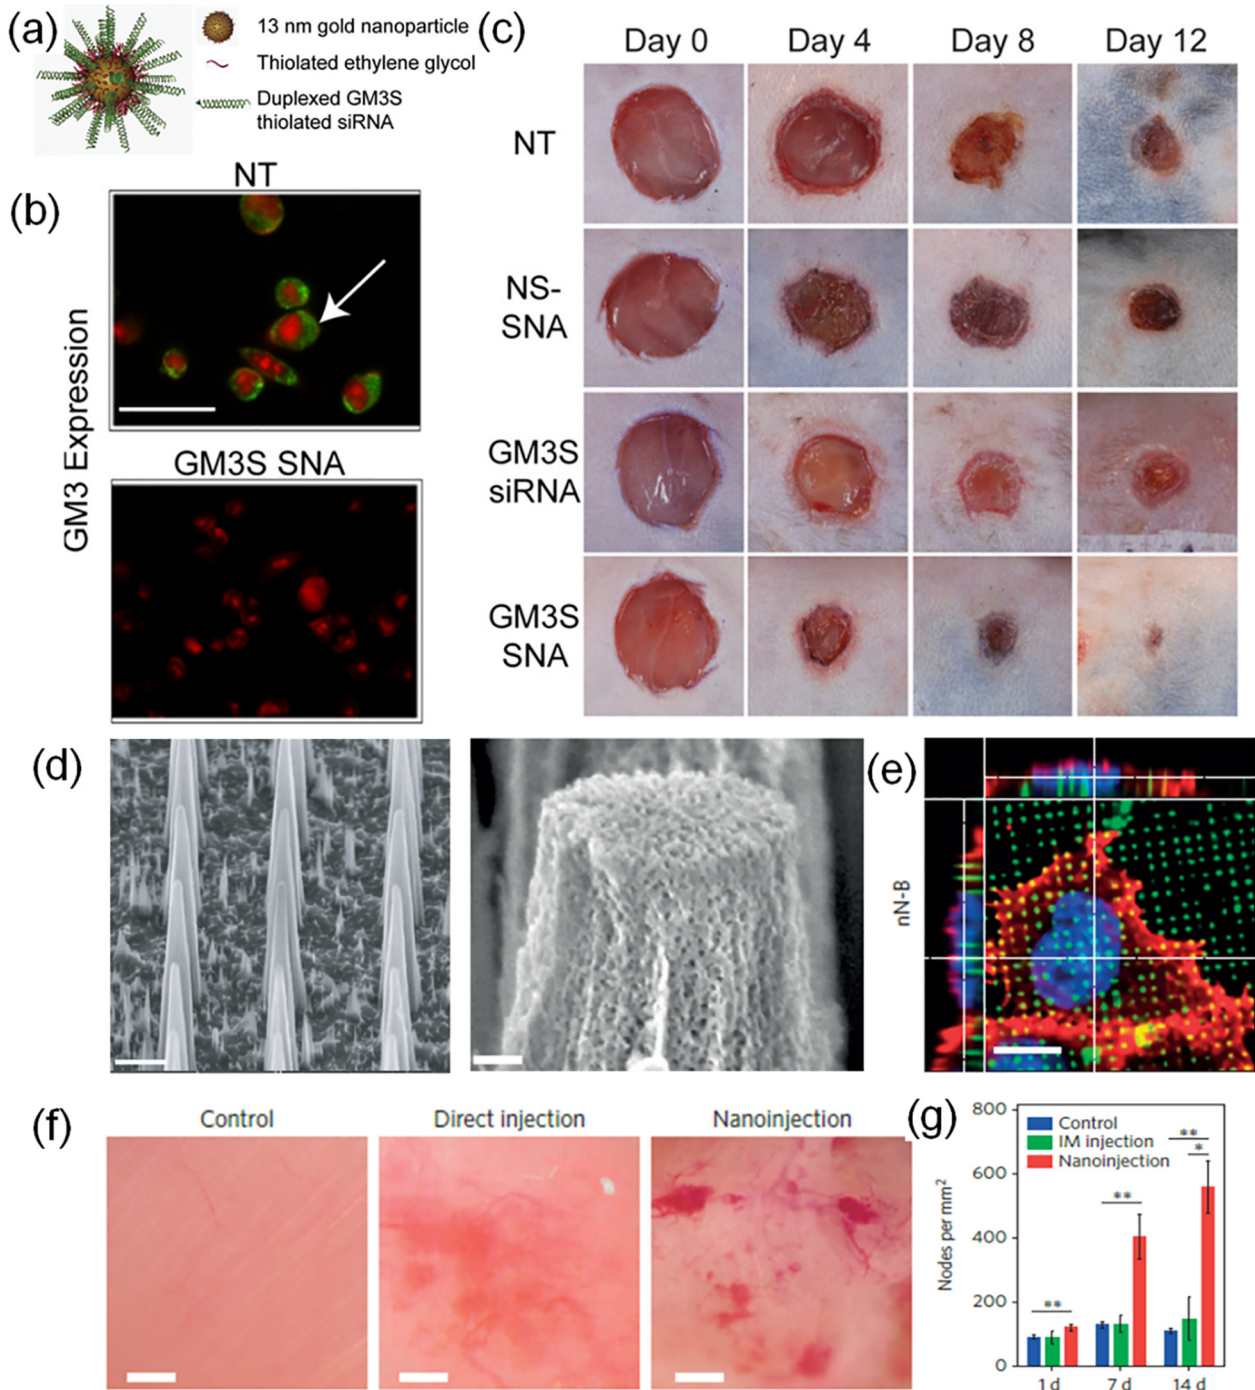 (a)
13 nm gold nanoparticle
Thiolated ethylene glycol
Duplexed GM3S
thiolated siRNA
(b)
NT
GM3 Expression
GM3S SNA
(c)
Day 0 Day 4 Day 8 Day 12
NT
NS-
SNA
GM3S
siRNA
GM3S
SNA
(d)
(e)
nN-B
(f)
Control Direct injection Nanoinjection
(g)
800
600
400
200
0
Nodes per mm²
Control
IM injection
Nanoinjection
** *
**
**
1 d 7 d 14 d